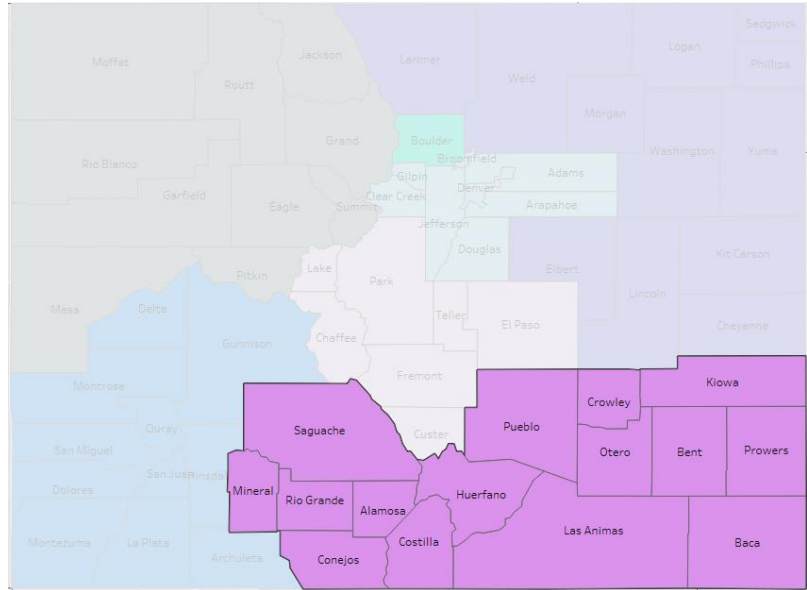 Sedgwick
Logan
Jackson
Larimer
Moffat
Phillips
Weld
Routt
Morgan
Grand
Boulder
Washington
Yuma
Broomfield
Rio Blanco
Gilpin
Adams
Garfield
Clear Creek
Denver
Eagle
Summit
Arapahoe
Jefferson
Douglas
Kit Carson
Elbert
Pitkin
Lake
Park
Lincoln
Mesa
Delta
Teller
El Paso
Cheyenne
Chaffee
Gunnison
Fremont
Montrose
Kiowa
Crowley
Ouray
Saguache
Pueblo
Custer
San Miguel
Otero
Bent
Prowers
San Juan
Hinsdale
Dolores
Mineral
Rio Grande
Huerfano
Alamosa
Las Animas
Montezuma
La Plata
Costilla
Baca
Archuleta
Conejos